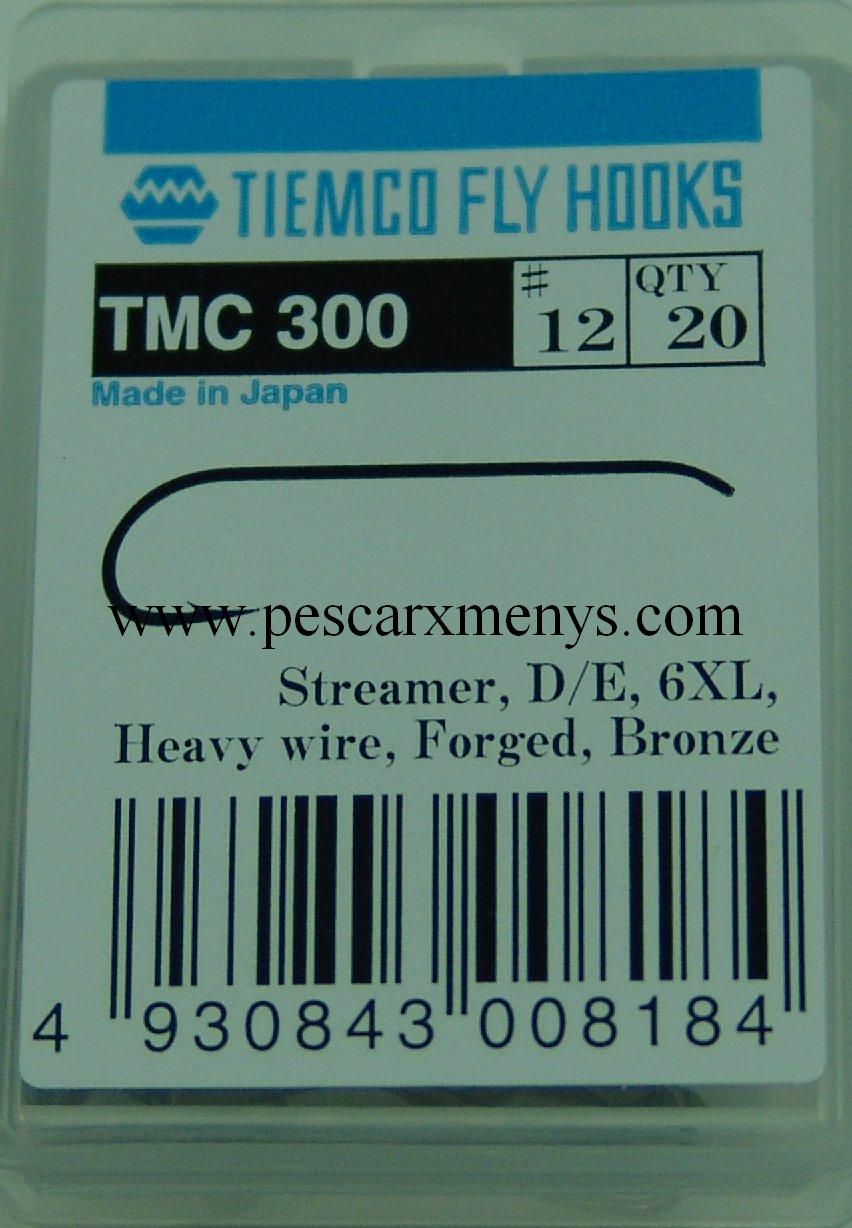 TIEMCO FLY HOOKS
TMC 300
#
12
QTY
20
Made in Japan
www.pescarxmenys.com
Streamer, D/E, 6XL,
Heavy wire, Forged, Bronze
4 930843 008184